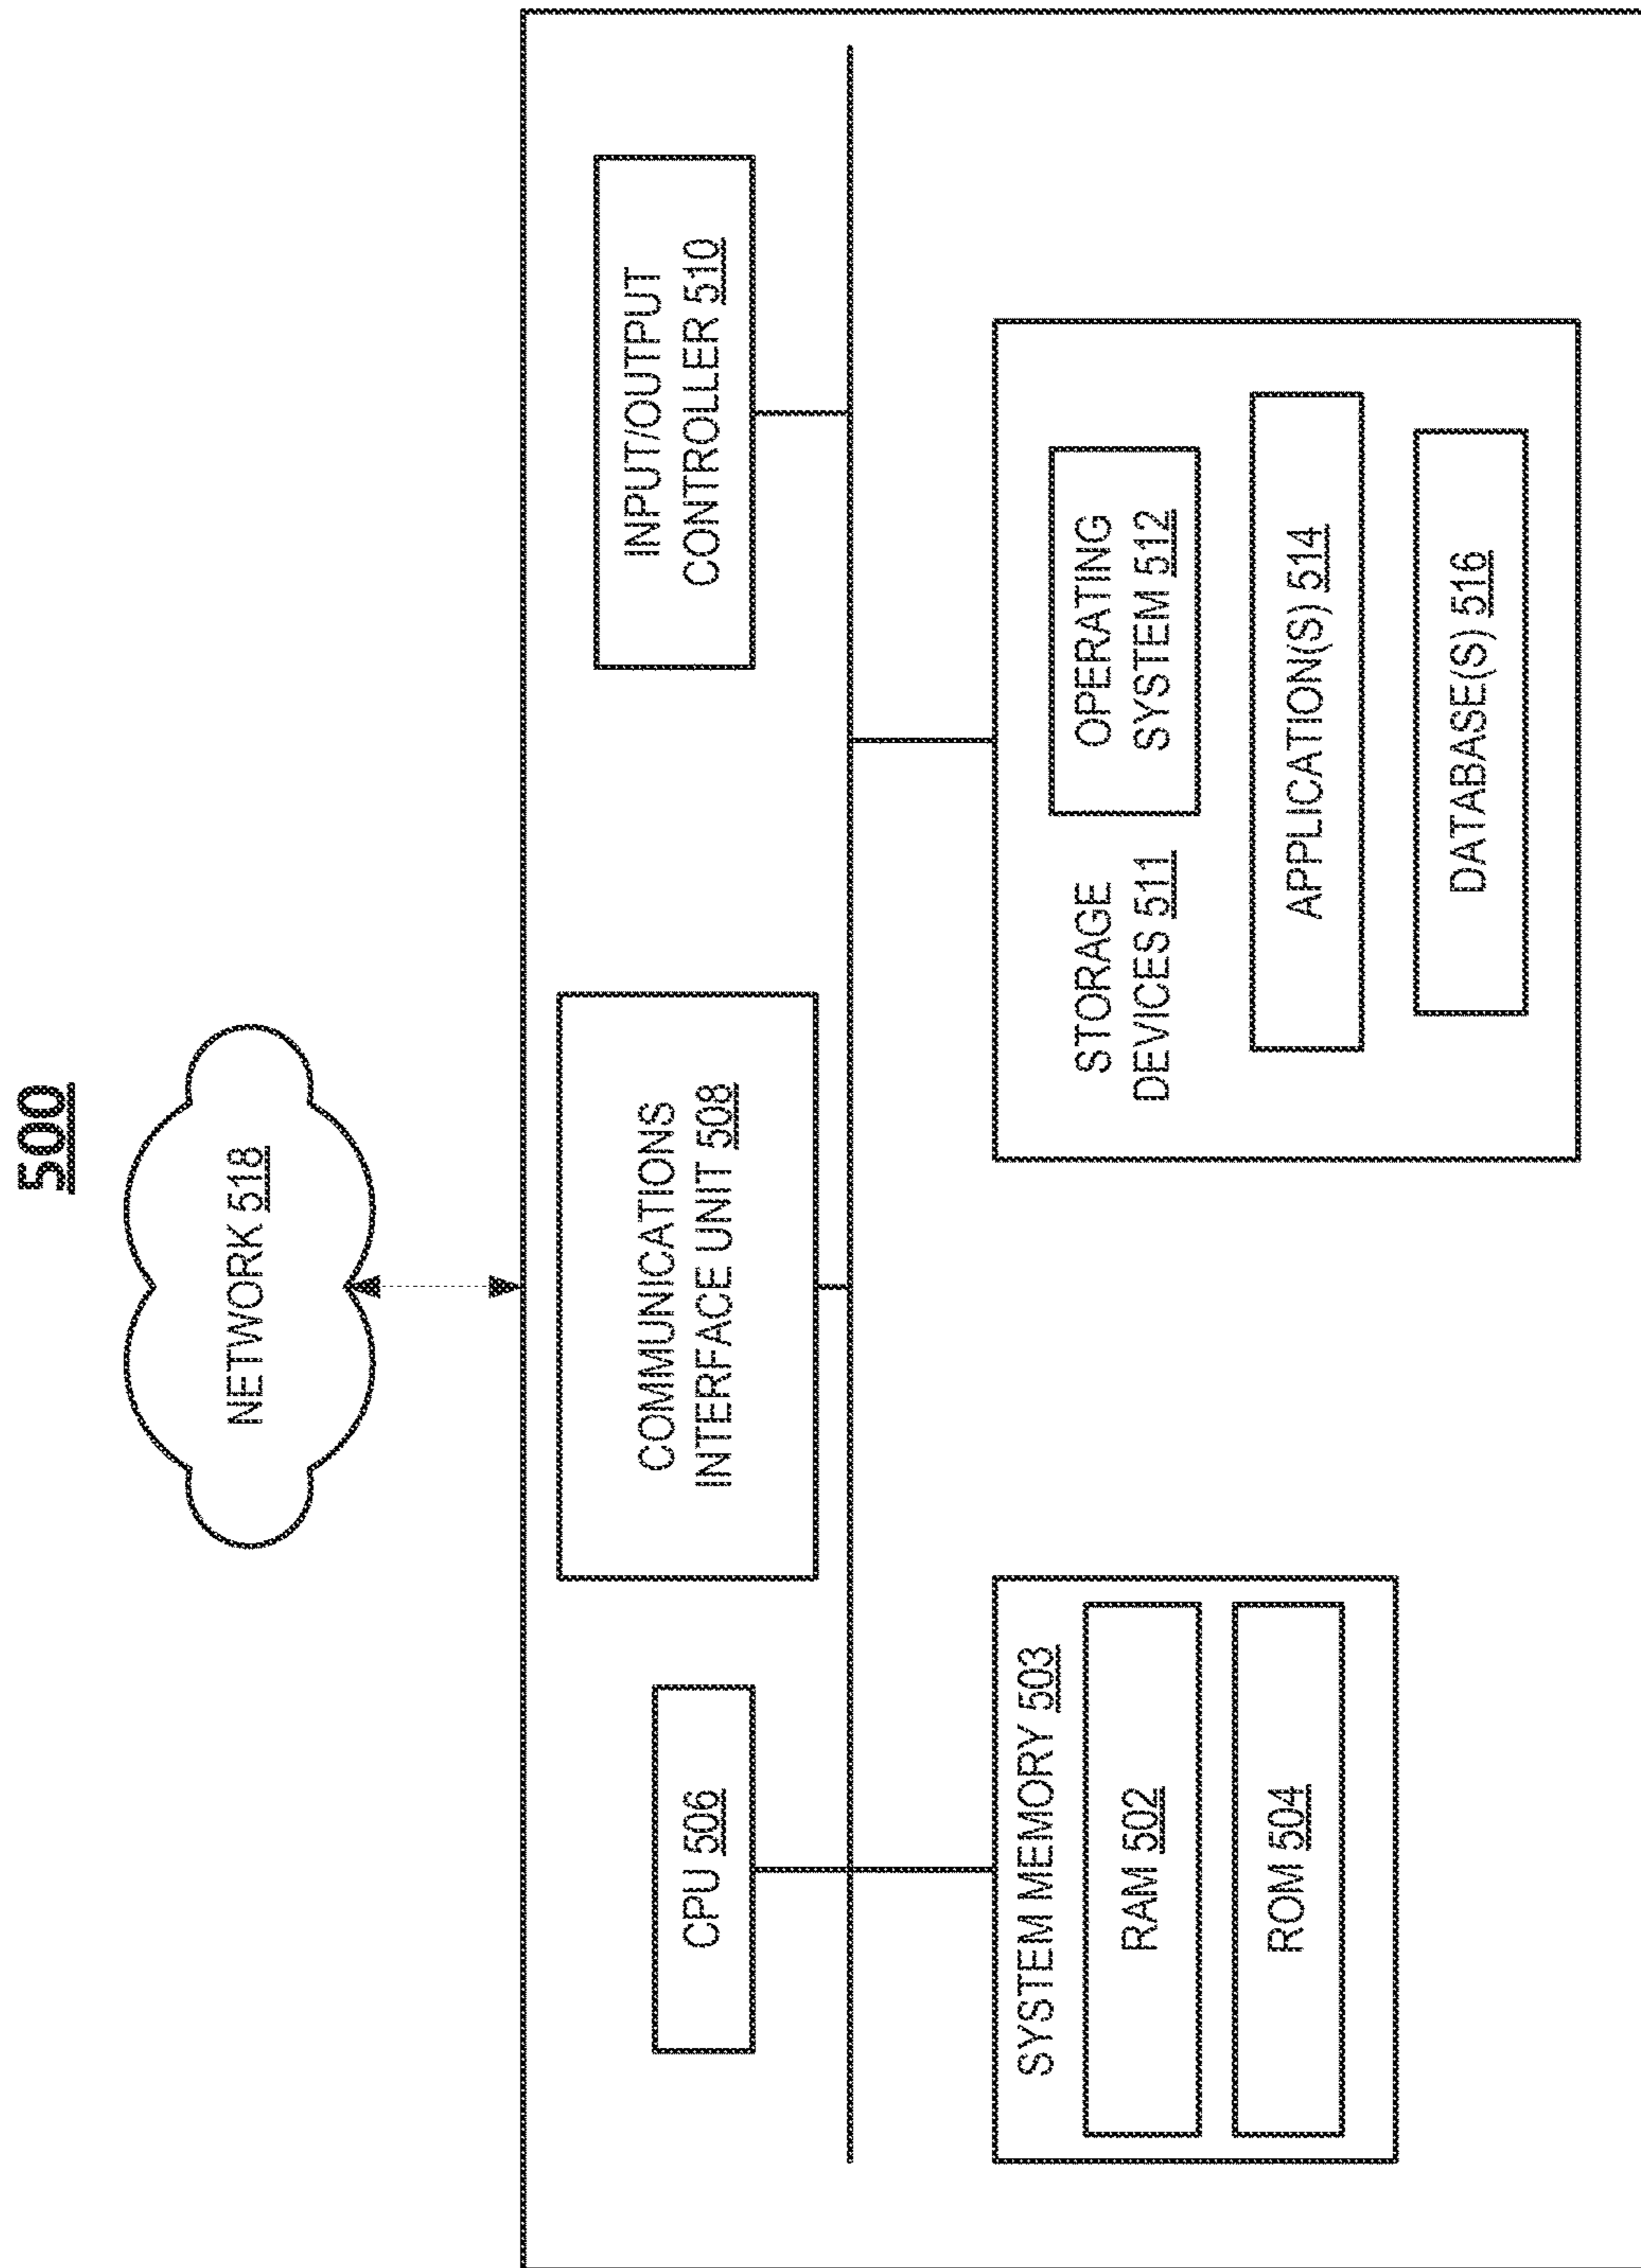 500
NETWORK 518
CPU 506
COMMUNICATIONS
INTERFACE UNIT 508
INPUT/OUTPUT
CONTROLLER 510
SYSTEM MEMORY 503
RAM 502
ROM 504
STORAGE
DEVICES 511
OPERATING
SYSTEM 512
APPLICATION(S) 514
DATABASE(S) 516